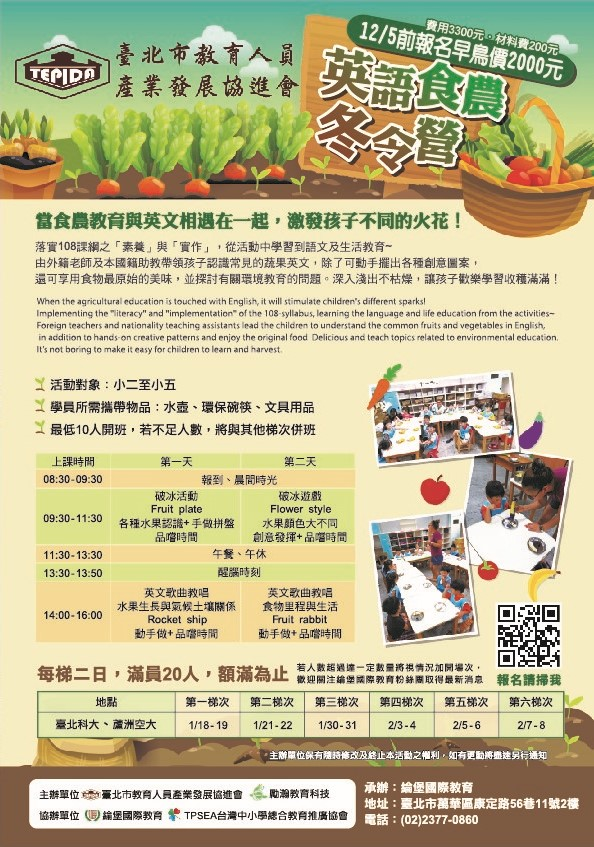 TEPIDA
臺北市教育人員
產業發展協進會
費用3300元．材料費200元
12/5前報名早鳥價2000元
英語食農
冬令營
當食農教育與英文相遇在一起，激發孩子不同的火花！
落實108課綱之「素養」與「實作」，從活動中學習到語文及生活教育~
由外籍老師及本國籍助教帶領孩子認識常見的蔬果英文，除了可動手擺出各種創意圖案，
還可享用食物最原始的美味，並探討有關環境教育的問題。深入淺出不枯燥，讓孩子歡樂學習收穫滿滿！
When the agricultural education is touched with English, it will stimulate children's different sparks!
Implementing the "literacy" and "implementation" of the 108-syllabus, learning the language and life education from the activities~
Foreign teachers and nationality teaching assistants lead the children to understand the common fruits and vegetables in English,
in addition to hands-on creative patterns and enjoy the original food Delicious and teach topics related to environmental education.
It's not boring to make it easy for children to learn and harvest.
活動對象：小二至小五
學員所需攜帶物品：水壺、環保碗筷、文具用品
最低10人開班，若不足人數，將與其他梯次併班
上課時間 第一天 第二天
08:30-09:30 報到、晨間時光
09:30-11:30
破冰活動 破冰遊戲
Fruit plate Flower style
各種水果認識+手做拼盤 水果顏色大不同
品嚐時間 創意發揮+品嚐時間
11:30-13:30 午餐、午休
13:30-13:50 醒腦時刻
14:00-16:00
英文歌曲教唱 英文歌曲教唱
水果生長與氣候土壤關係 食物里程與生活
Rocket ship Fruit rabbit
動手做+品嚐時間 動手做+品嚐時間
報名請掃我
每梯二日，滿員20人，額滿為止
若人數超過達一定數量將視情況加開場次，
歡迎關注綸堡國際教育粉絲團取得最新消息
地點 第一梯次 第二梯次 第三梯次 第四梯次 第五梯次 第六梯次
臺北科大、蘆洲空大 1/18-19 1/21-22 1/30-31 2/3-4 2/5-6 2/7-8
*主辦單位保有隨時修改及終止本活動之權利，如有更動將盡速另行通知
主辦單位 臺北市教育人員產業發展協進會 勵瀚教育科技
協辦單位 綸堡國際教育 TPSEA台灣中小學總合教育推廣協會
承辦：綸堡國際教育
地址：臺北市萬華區康定路56巷11號2樓
電話：(02)2377-0860